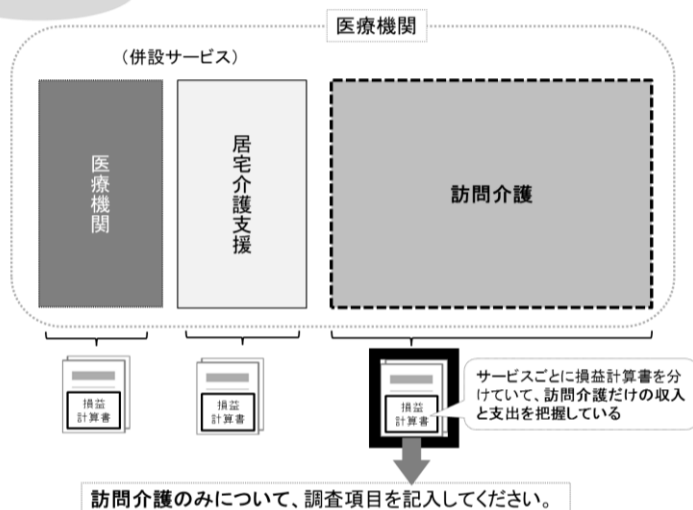 医療機関
（併設サービス）
医療機関
居宅介護支援
訪問介護
損益
計算書
損益
計算書
損益
計算書
サービスごとに損益計算書を分
けていて、訪問介護だけの収入
と支出を把握している
訪問介護のみについて、調査項目を記入してください。